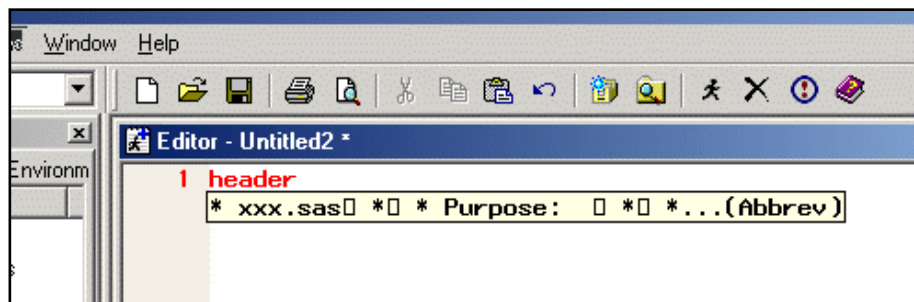 Window Help
Editor - Untitled2 *
Environm
1 header
* xxx.sas▯ *▯ * Purpose: ▯ *▯ *...(Abbrev)